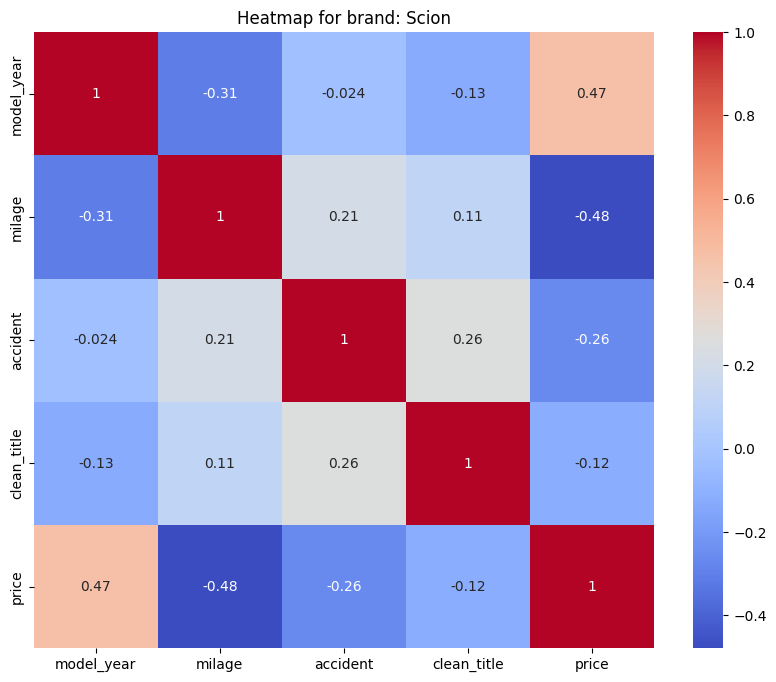 Heatmap for brand: Scion
model_year 1 -0.31 -0.024 -0.13 0.47
milage -0.31 1 0.21 0.11 -0.48
accident -0.024 0.21 1 0.26 -0.26
clean_title -0.13 0.11 0.26 1 -0.12
price 0.47 -0.48 -0.26 -0.12 1
model_year milage accident clean_title price
1.0
0.8
0.6
0.4
0.2
0.0
−0.2
−0.4